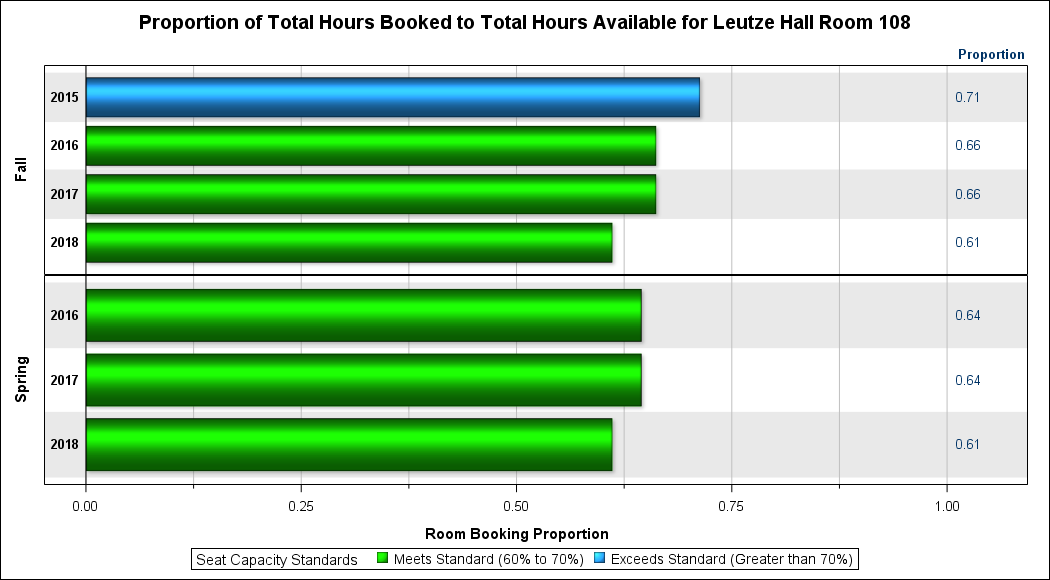 Proportion of Total Hours Booked to Total Hours Available for Leutze Hall Room 108
Proportion
Fall
2015 0.71
2016 0.66
2017 0.66
2018 0.61
Spring
2016 0.64
2017 0.64
2018 0.61
0.00 0.25 0.50 0.75 1.00
Room Booking Proportion
Seat Capacity Standards Meets Standard (60% to 70%) Exceeds Standard (Greater than 70%)